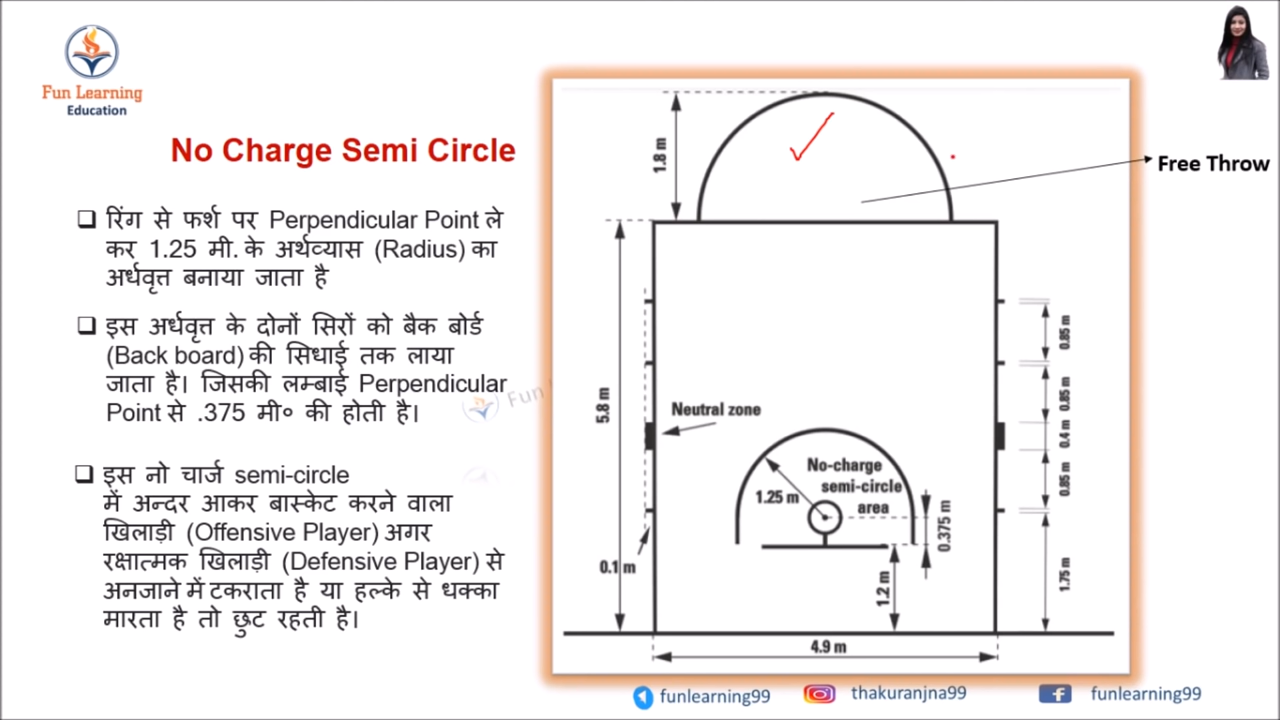 Fun Learning
Education
No Charge Semi Circle
❑ रिंग से फर्श पर Perpendicular Point ले
कर 1.25 मी. के अर्थव्यास (Radius) का
अर्धवृत्त बनाया जाता है
❑ इस अर्धवृत्त के दोनों सिरों को बैक बोर्ड
(Back board) की सिधाई तक लाया
जाता है। जिसकी लम्बाई Perpendicular
Point से .375 मी० की होती है।
❑ इस नो चार्ज semi-circle
में अन्दर आकर बास्केट करने वाला
खिलाड़ी (Offensive Player) अगर
रक्षात्मक खिलाड़ी (Defensive Player) से
अनजाने में टकराता है या हल्के से धक्का
मारता है तो छुट रहती है।
Fun
1.8 m
Free Throw
5.8 m
Neutral zone
No-charge
semi-circle
area
1.25 m
0.375 m
0.1 m
1.2 m
4.9 m
0.85 m
0.85 m
0.4 m
0.85 m
1.75 m
funlearning99
thakuranjna99
funlearning99